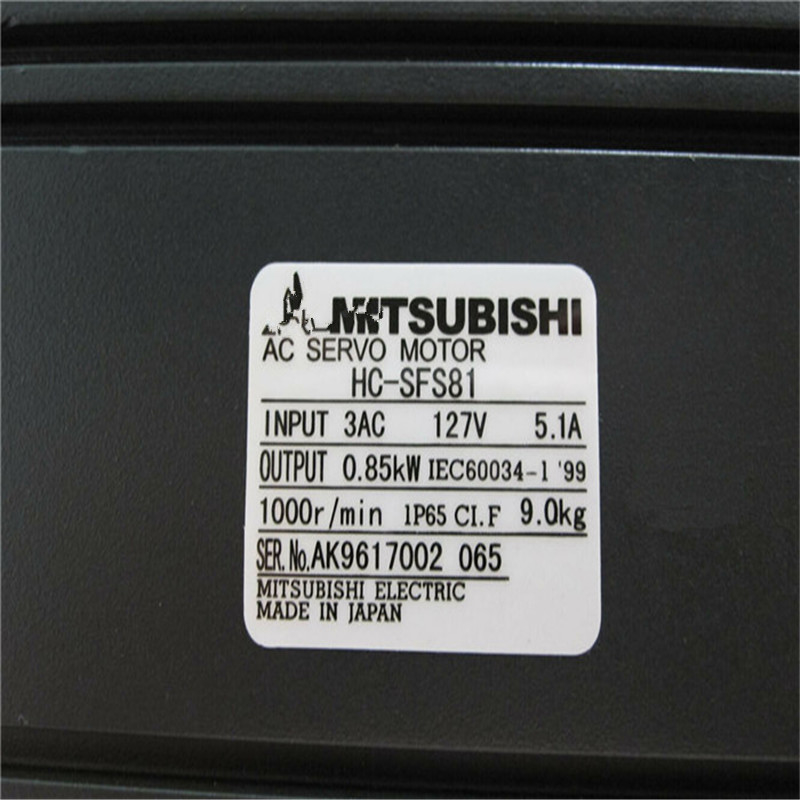 MITSUBISHI
AC SERVO MOTOR
HC-SFS81
INPUT 3AC 127V 5.1A
OUTPUT 0.85kW IEC60034-1 '99
1000r/min IP65 CI.F 9.0kg
SER.No.AK9617002 065
MITSUBISHI ELECTRIC
MADE IN JAPAN